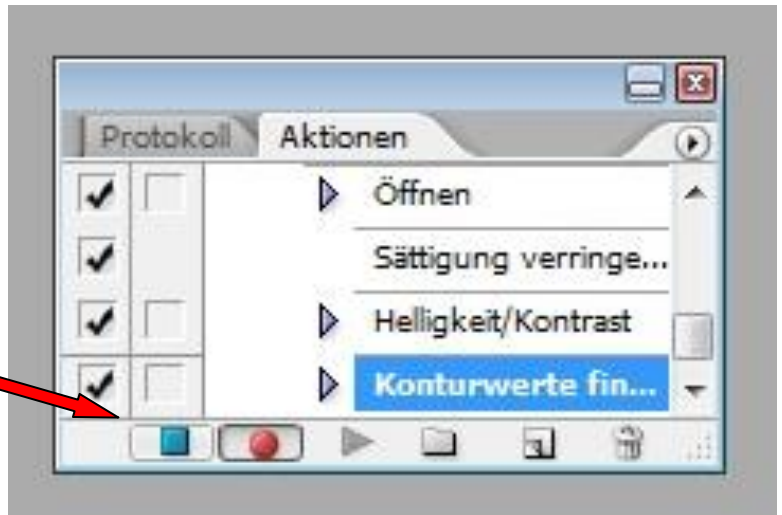 Protokoll Aktionen
Öffnen
Sättigung verringe...
Helligkeit/Kontrast
Konturwerte fin...